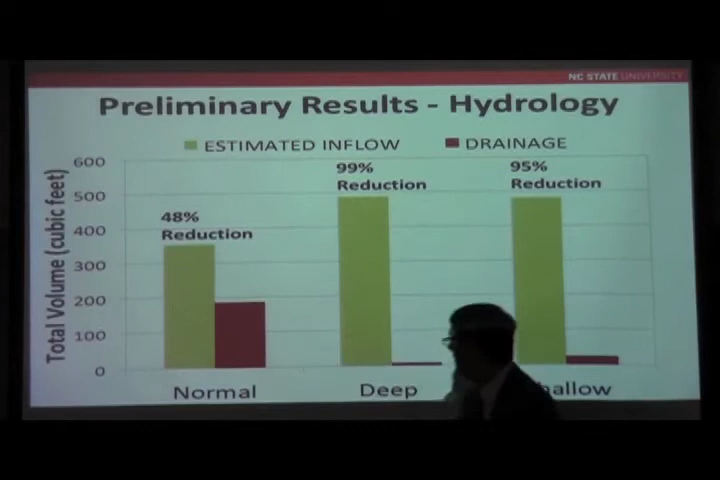 NC STATE UNIVERSITY
Preliminary Results - Hydrology
ESTIMATED INFLOW
DRAINAGE
Total Volume (cubic feet)
600
500
400
300
200
100
0
48%
Reduction
99%
Reduction
95%
Reduction
Normal
Deep
hallow